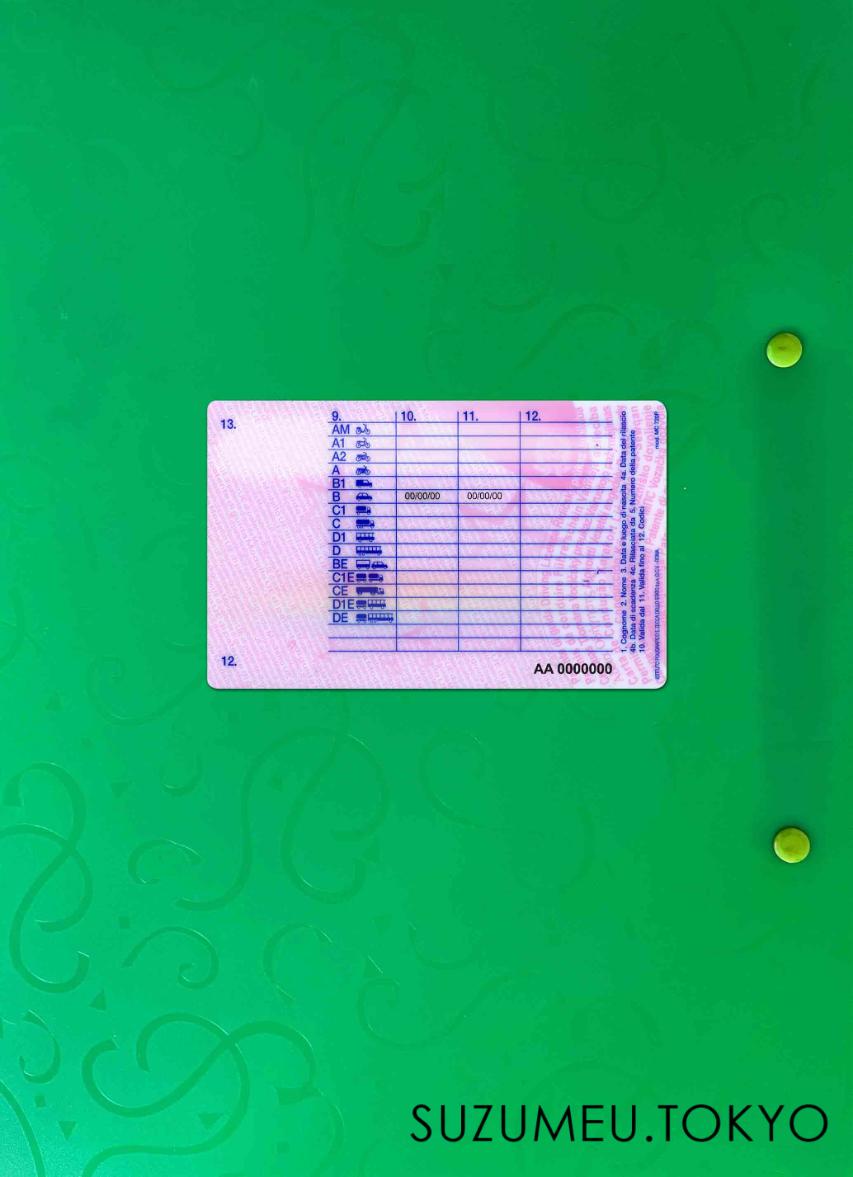 13.
9. 10. 11. 12.
AM
A1
A2
A
B1
B 00/00/00 00/00/00
C1
C
D1
D
BE
C1E
CE
D1E
DE
12.
AA 0000000
1. Cognome 2. Nome 3. Data e luogo di nascita 4a. Data del rilascio
4b. Data di scadenza 4c. Rilasciata da 5. Numero della patente
10. Valida dal 11. Valida fino al 12. Codici
SUZUMEU.TOKYO